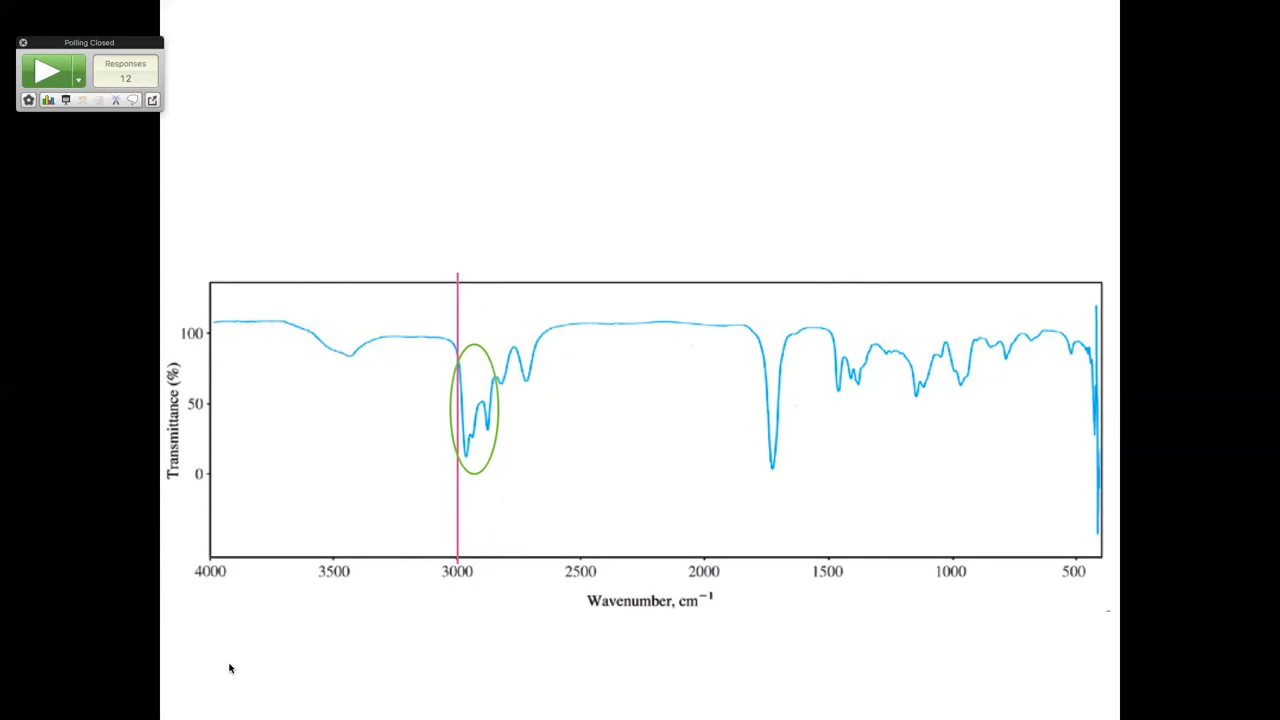 Polling Closed
Responses
12
100
50
0
Transmittance (%)
4000 3500 3000 2500 2000 1500 1000 500
Wavenumber, cm⁻¹